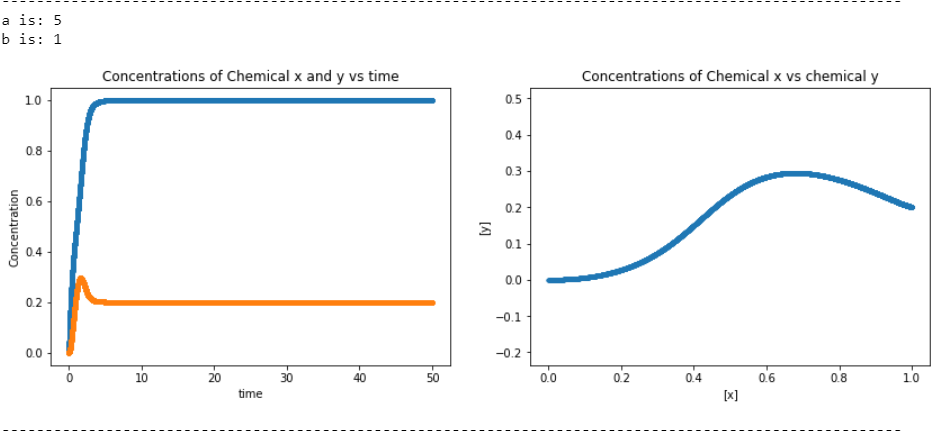 a is: 5
b is: 1
Concentrations of Chemical x and y vs time
Concentration
1.0
0.8
0.6
0.4
0.2
0.0
0 10 20 30 40 50
time
Concentrations of Chemical x vs chemical y
[y]
0.5
0.4
0.3
0.2
0.1
0.0
−0.1
−0.2
0.0 0.2 0.4 0.6 0.8 1.0
[x]